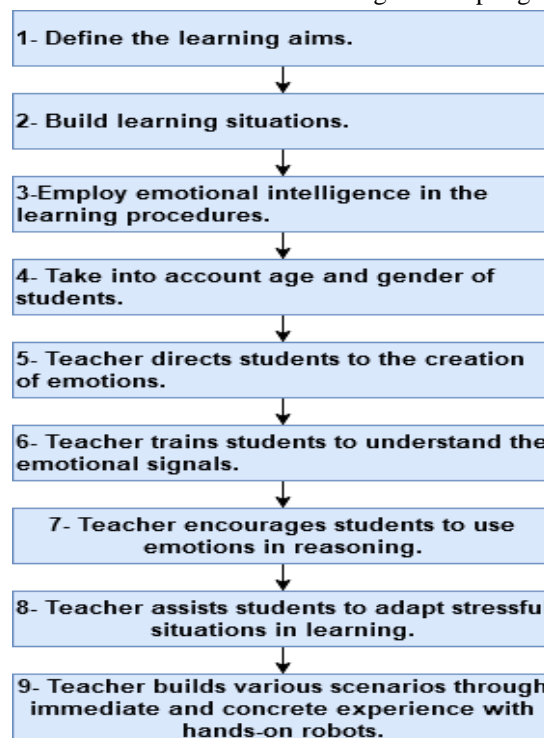 1- Define the learning aims.
2- Build learning situations.
3-Employ emotional intelligence in the
learning procedures.
4- Take into account age and gender of
students.
5- Teacher directs students to the creation
of emotions.
6- Teacher trains students to understand the
emotional signals.
7- Teacher encourages students to use
emotions in reasoning.
8- Teacher assists students to adapt stressfu
situations in learning.
9- Teacher builds various scenarios through
immediate and concrete experience with
hands-on robots.